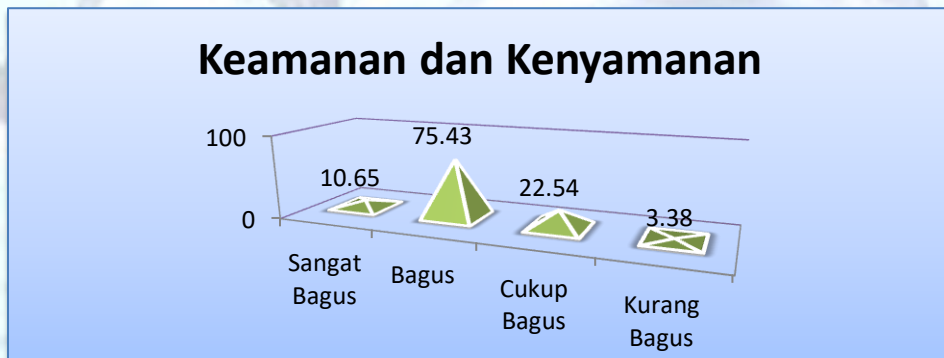 Keamanan dan Kenyamanan
100
0
10.65
75.43
22.54
3.38
Sangat
Bagus
Bagus
Cukup
Bagus
Kurang
Bagus